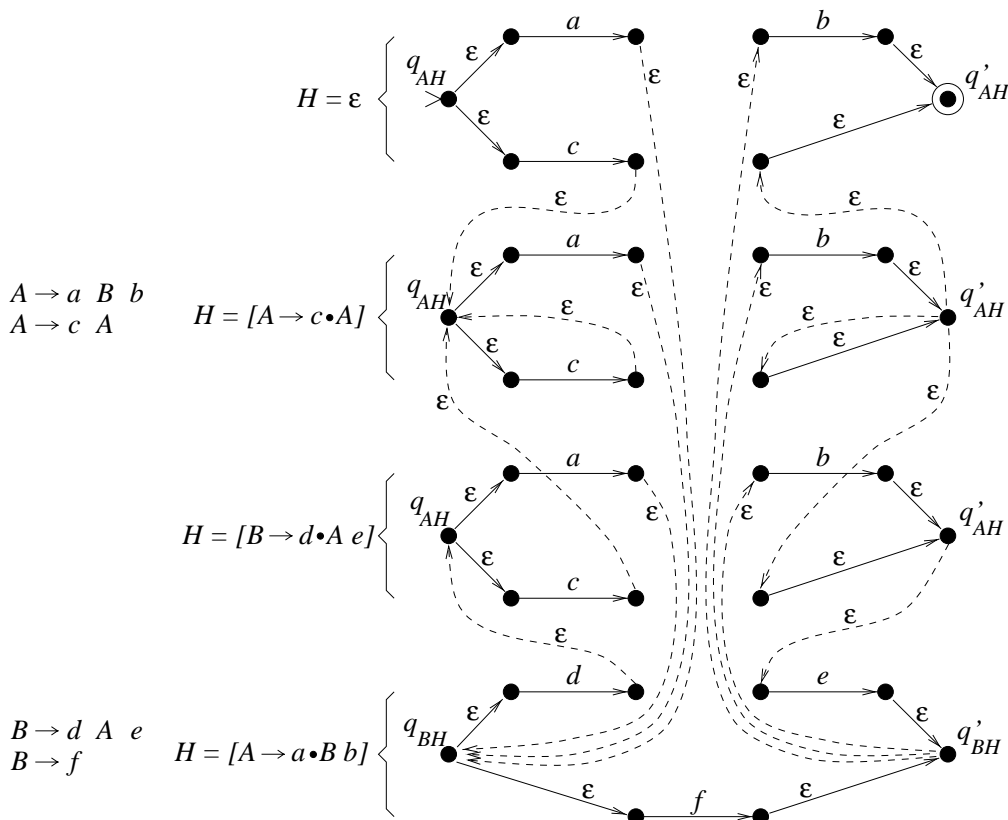 a b
ε ε ε ε
q_AH q'_AH
H = ε
ε ε
c
ε ε
a b
ε ε ε ε
A → a B b
q_AH q'_AH
H = [A → c•A]
A → c A
ε ε
ε ε
c
ε ε
a b
ε ε ε ε
q_AH q'_AH
H = [B → d•A e]
ε ε
c
ε ε
d e
ε ε
B → d A e
q_BH q'_BH
H = [A → a•B b]
B → f
ε f ε